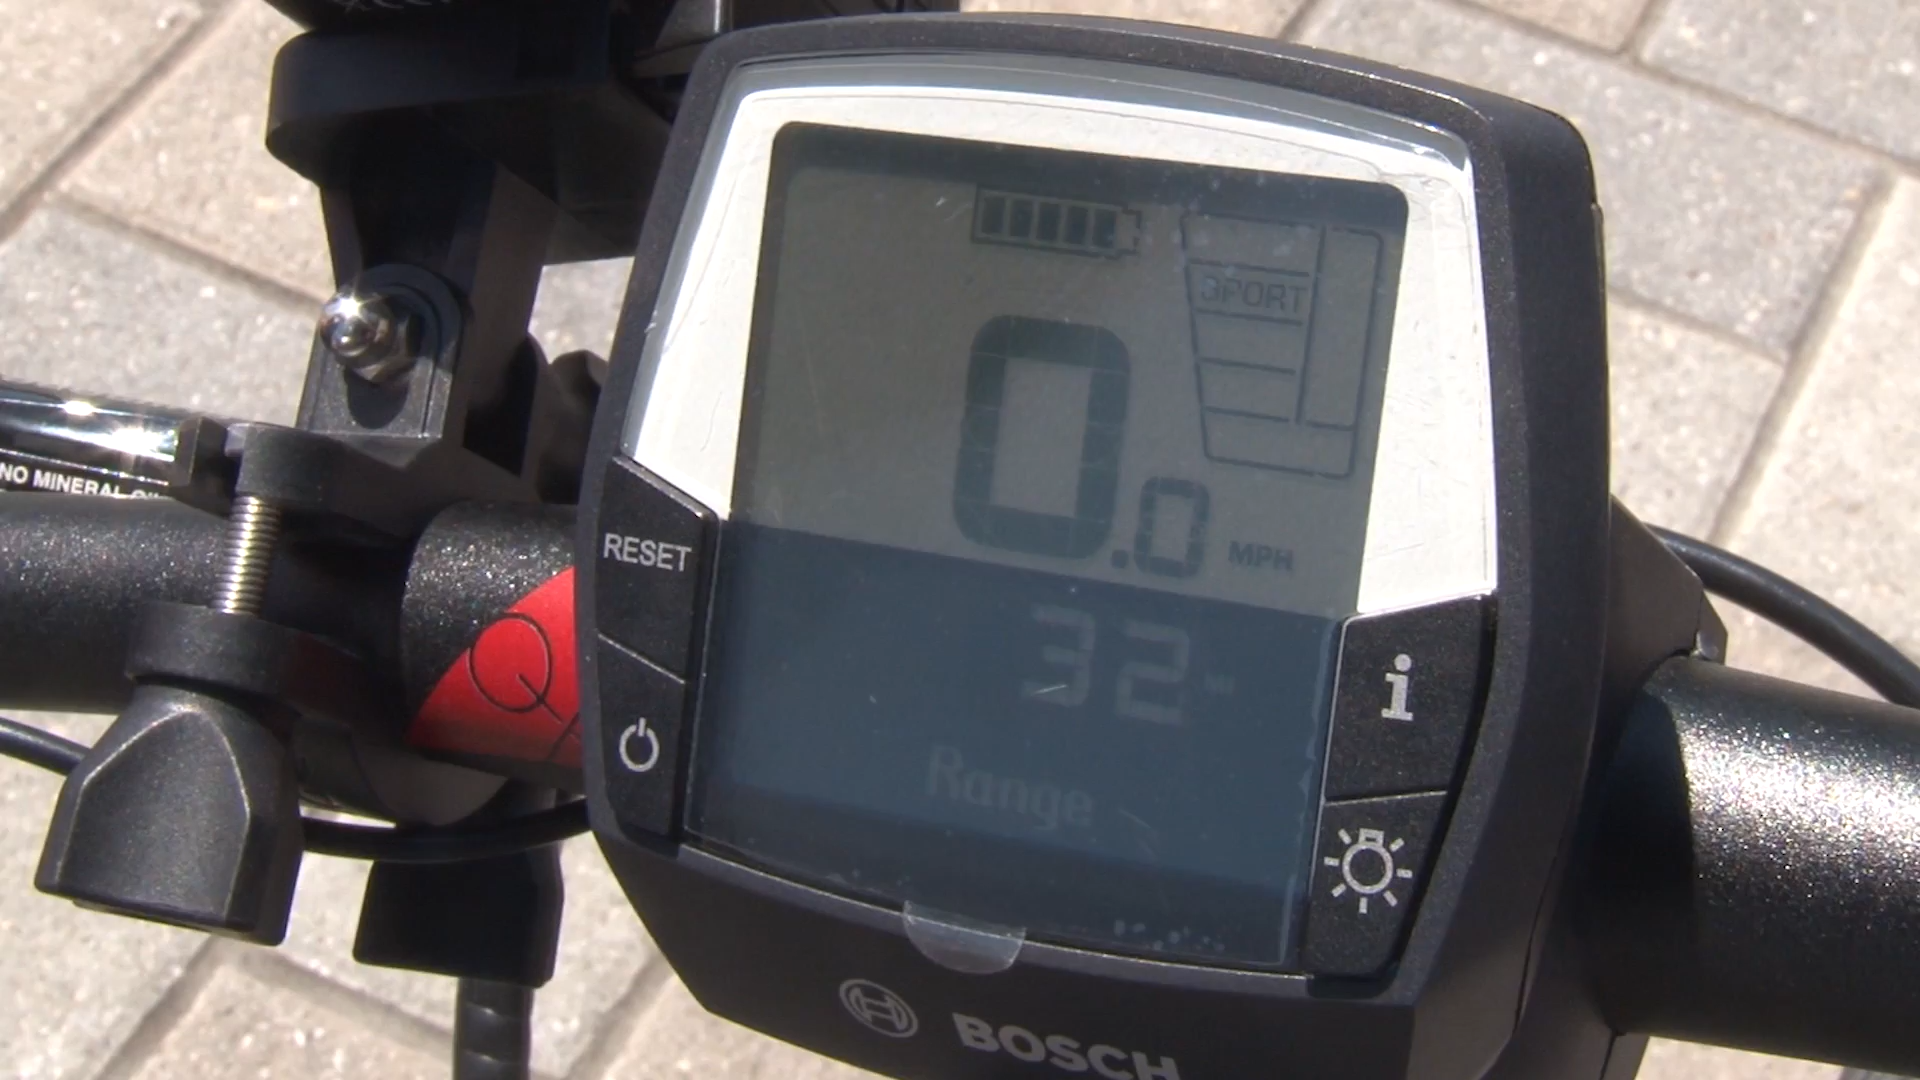 SPORT
0.0 MPH
32
Range
RESET
i
NO MINERAL OIL
BOSCH